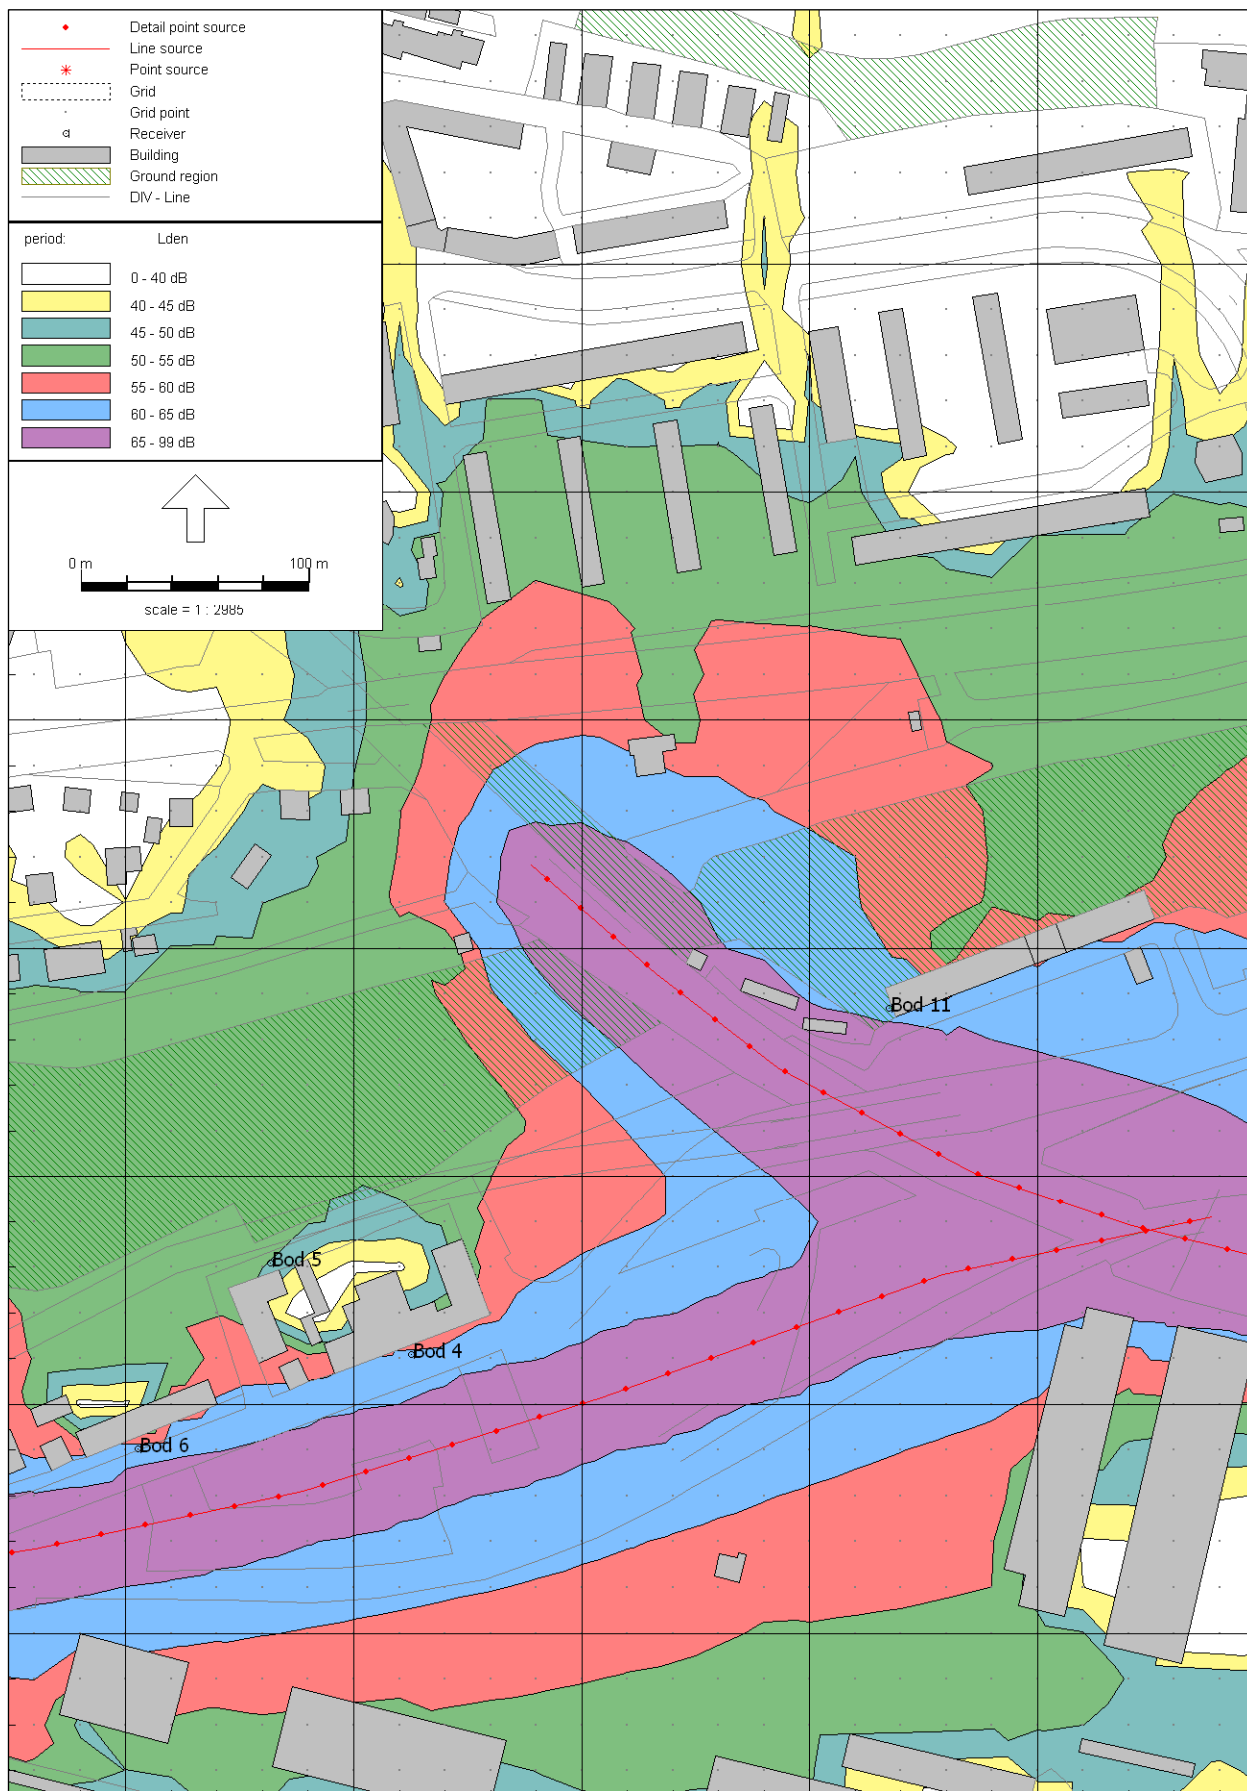 Detail point source
Line source
Point source
Grid
Grid point
Receiver
Building
Ground region
DIV - Line
period: Lden
0 - 40 dB
40 - 45 dB
45 - 50 dB
50 - 55 dB
55 - 60 dB
60 - 65 dB
65 - 99 dB
0 m 100 m
scale = 1 : 2985
Bod 11
Bod 5
Bod 4
Bod 6